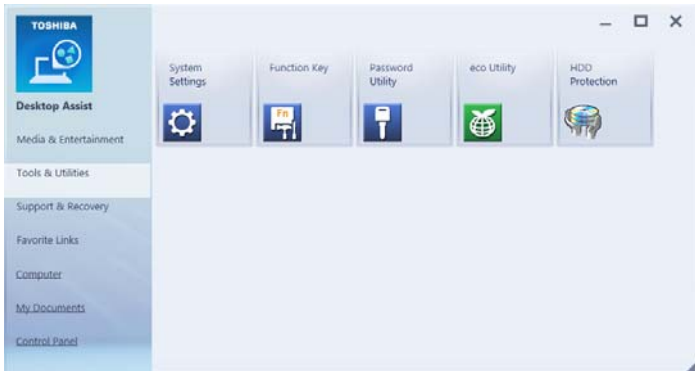 TOSHIBA
Desktop Assist
Media & Entertainment
Tools & Utilities
Support & Recovery
Favorite Links
Computer
My Documents
Control Panel
System
Settings
Function Key
Fn
Password
Utility
eco Utility
HDD
Protection